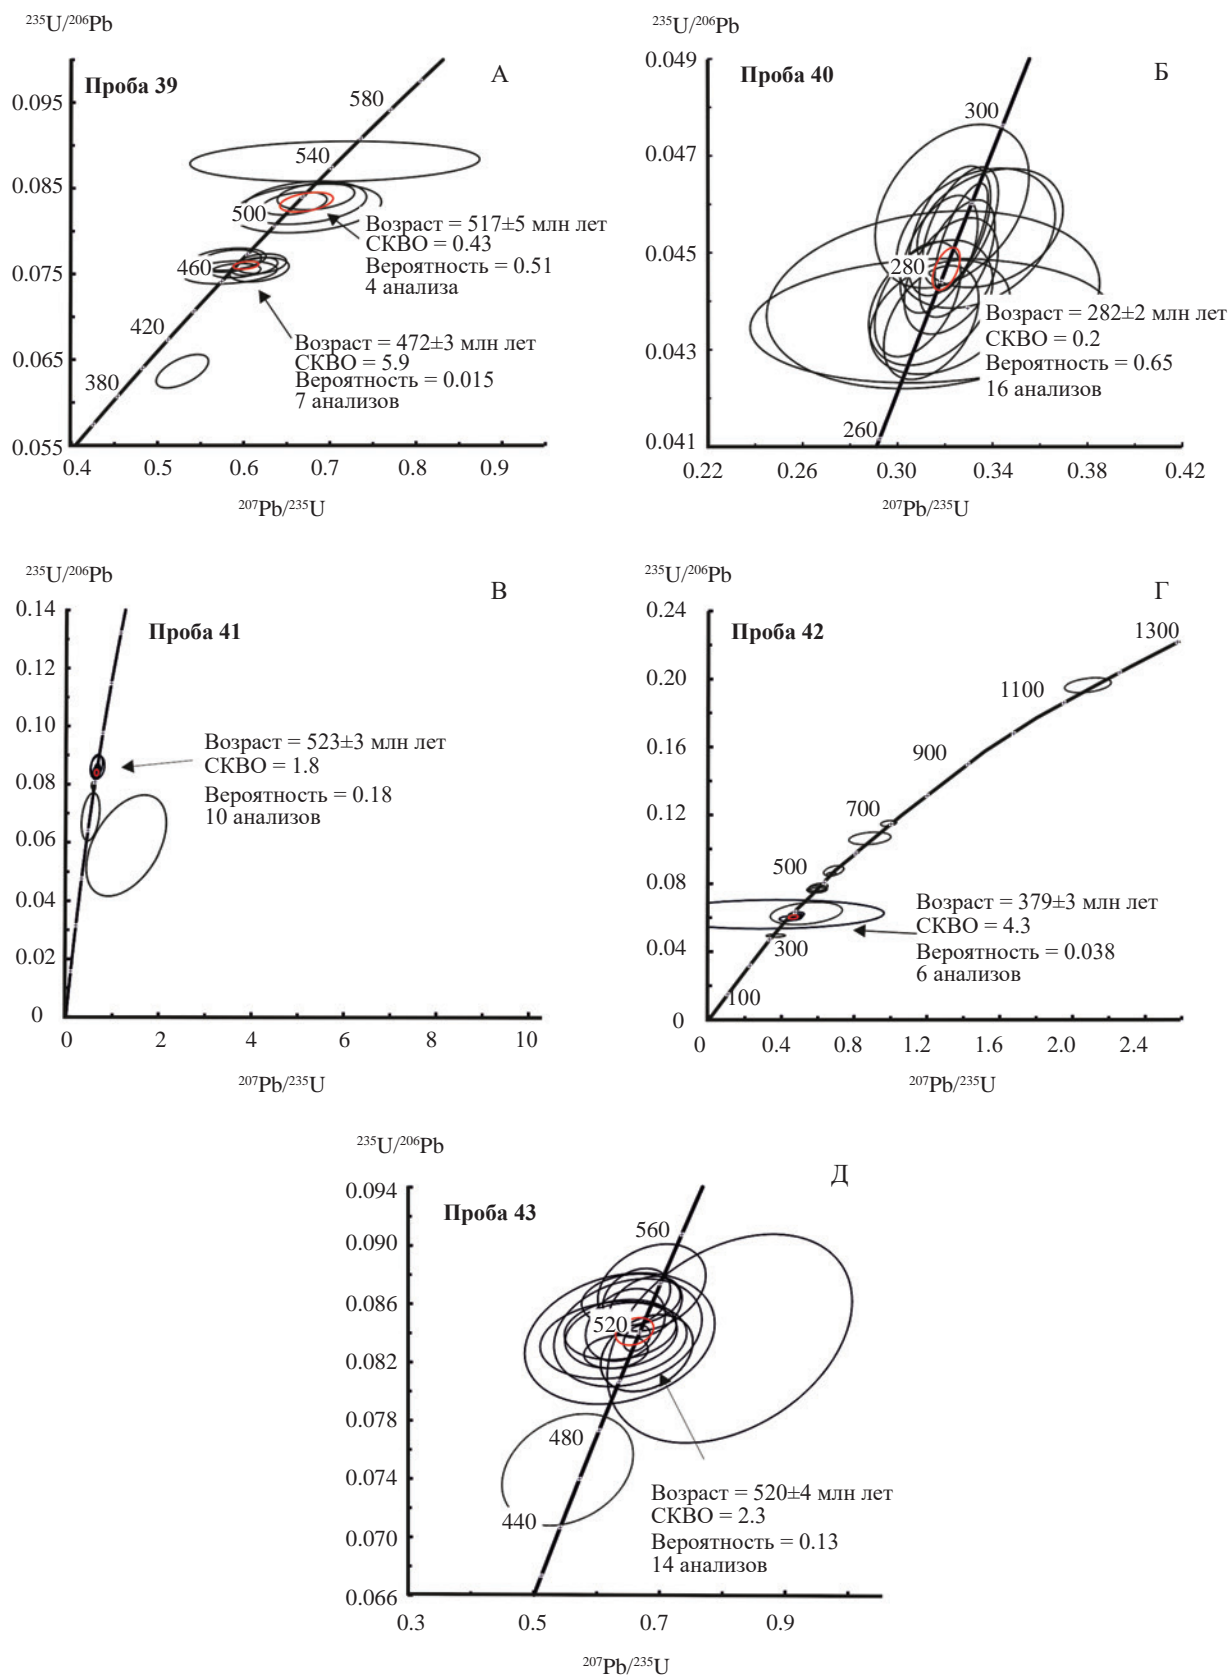 ²³⁵U/²⁰⁶Pb
Проба 39
А
580
540
500
460
420
380
0.095
0.085
0.075
0.065
0.055
Возраст = 517±5 млн лет
СКВО = 0.43
Вероятность = 0.51
4 анализа
Возраст = 472±3 млн лет
СКВО = 5.9
Вероятность = 0.015
7 анализов
0.4 0.5 0.6 0.7 0.8 0.9
²⁰⁷Pb/²³⁵U
²³⁵U/²⁰⁶Pb
Проба 40
Б
300
280
260
0.049
0.047
0.045
0.043
0.041
Возраст = 282±2 млн лет
СКВО = 0.2
Вероятность = 0.65
16 анализов
0.22 0.26 0.30 0.34 0.38 0.42
²⁰⁷Pb/²³⁵U
²³⁵U/²⁰⁶Pb
В
Проба 41
0.14
0.12
0.10
0.08
0.06
0.04
0.02
0
Возраст = 523±3 млн лет
СКВО = 1.8
Вероятность = 0.18
10 анализов
0 2 4 6 8 10
²⁰⁷Pb/²³⁵U
²³⁵U/²⁰⁶Pb
Г
Проба 42
1300
1100
900
700
500
300
100
0.24
0.20
0.16
0.12
0.08
0.04
0
Возраст = 379±3 млн лет
СКВО = 4.3
Вероятность = 0.038
6 анализов
0 0.4 0.8 1.2 1.6 2.0 2.4
²⁰⁷Pb/²³⁵U
²³⁵U/²⁰⁶Pb
Д
Проба 43
560
520
480
440
0.094
0.090
0.086
0.082
0.078
0.074
0.070
0.066
Возраст = 520±4 млн лет
СКВО = 2.3
Вероятность = 0.13
14 анализов
0.3 0.5 0.7 0.9
²⁰⁷Pb/²³⁵U